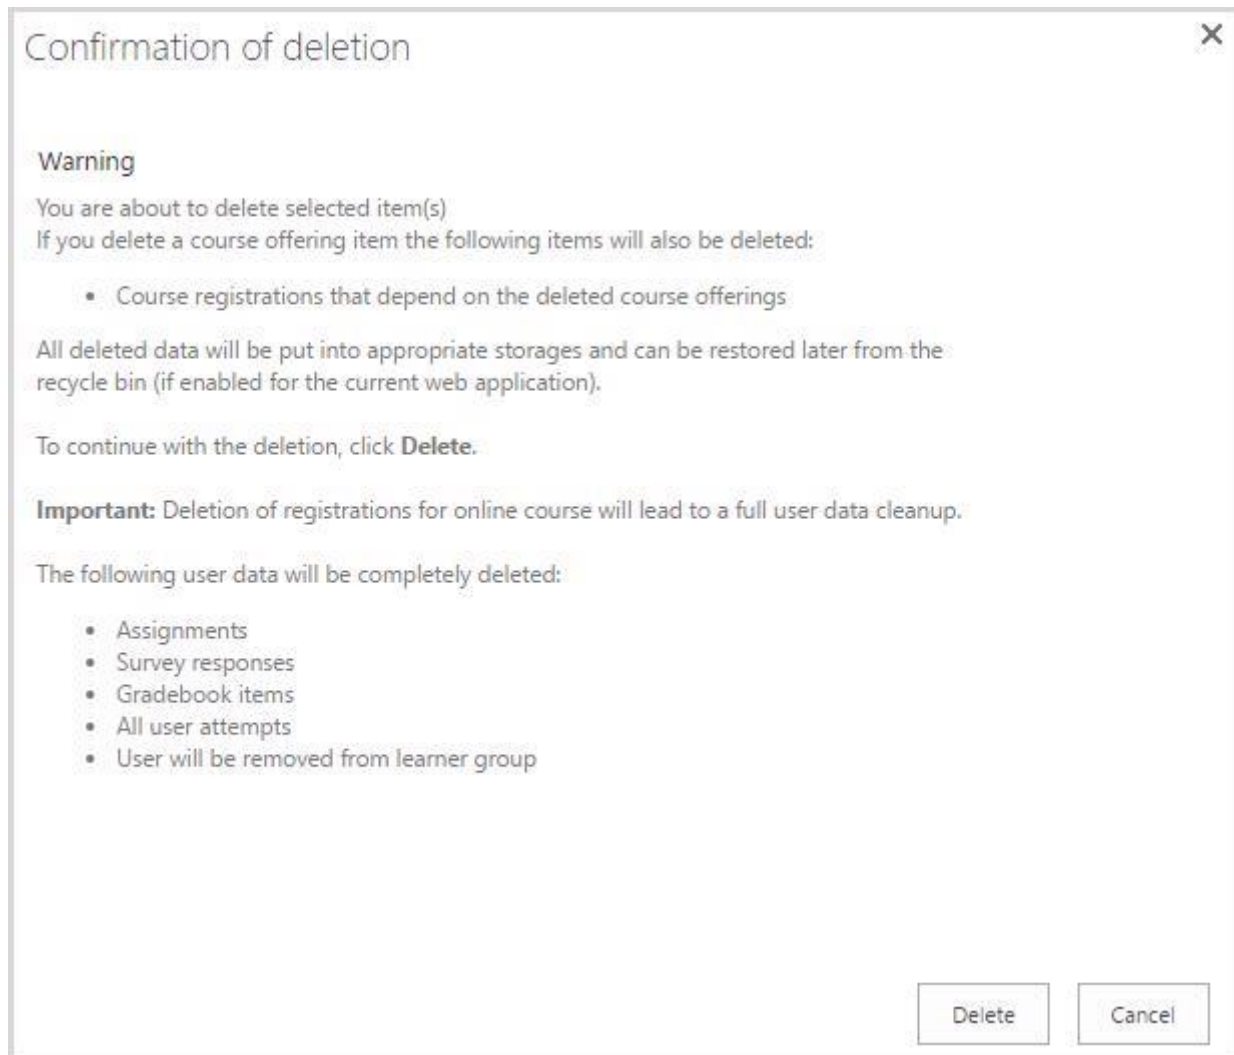 Confirmation of deletion
Warning
You are about to delete selected item(s)
If you delete a course offering item the following items will also be deleted:
• Course registrations that depend on the deleted course offerings
All deleted data will be put into appropriate storages and can be restored later from the
recycle bin (if enabled for the current web application).
To continue with the deletion, click Delete.
Important: Deletion of registrations for online course will lead to a full user data cleanup.
The following user data will be completely deleted:
• Assignments
• Survey responses
• Gradebook items
• All user attempts
• User will be removed from learner group
Delete
Cancel